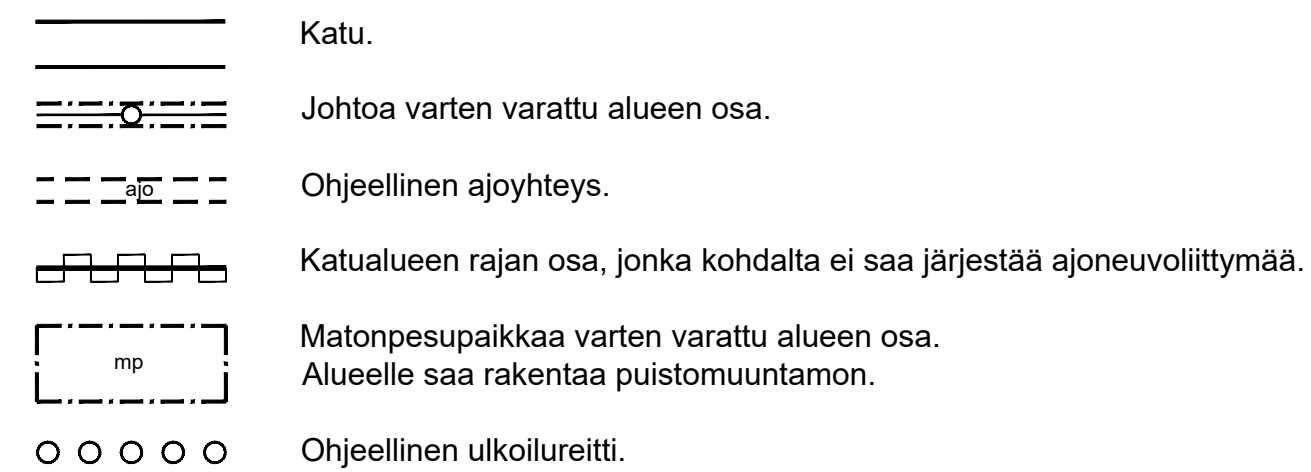 Katu.
Johtoa varten varattu alueen osa.
ajo
Ohjeellinen ajoyhteys.
Katualueen rajan osa, jonka kohdalta ei saa järjestää ajoneuvoliittymää.
mp
Matonpesupaikkaa varten varattu alueen osa.
Alueelle saa rakentaa puistomuuntamon.
Ohjeellinen ulkoilureitti.